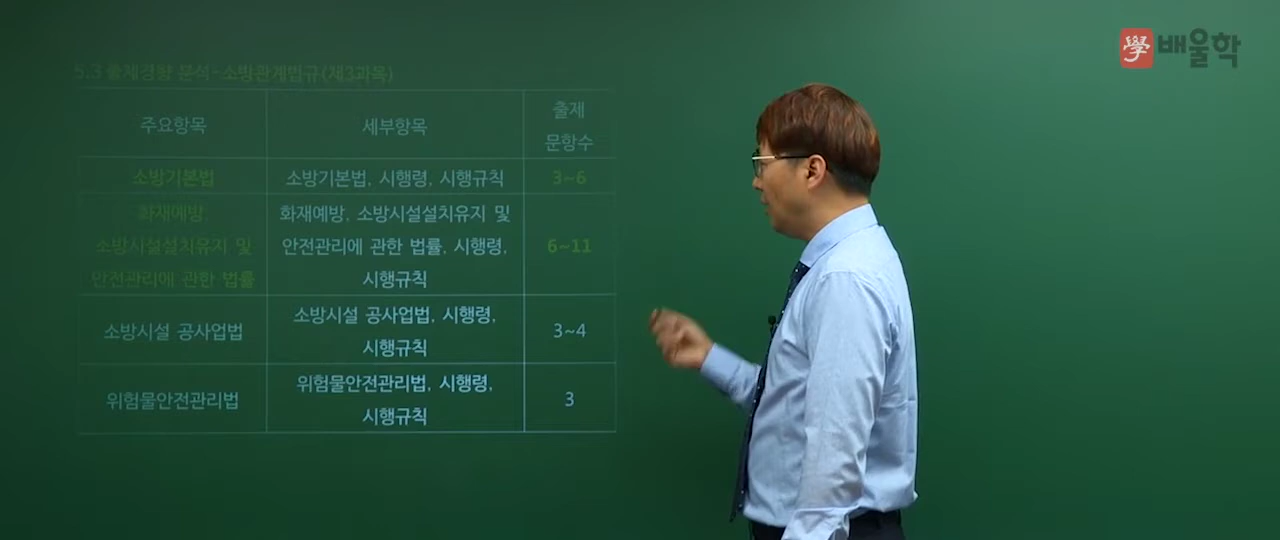 學 배울학
5.3 출제경향 분석-소방관계법규(제3과목)
주요항목
세부항목
출제
문항수
소방기본법
소방기본법, 시행령, 시행규칙
3~6
화재예방,
소방시설설치유지 및
안전관리에 관한 법률
화재예방, 소방시설설치유지 및
안전관리에 관한 법률, 시행령,
시행규칙
6~11
소방시설 공사업법
소방시설 공사업법, 시행령,
시행규칙
3~4
위험물안전관리법
위험물안전관리법, 시행령,
시행규칙
3